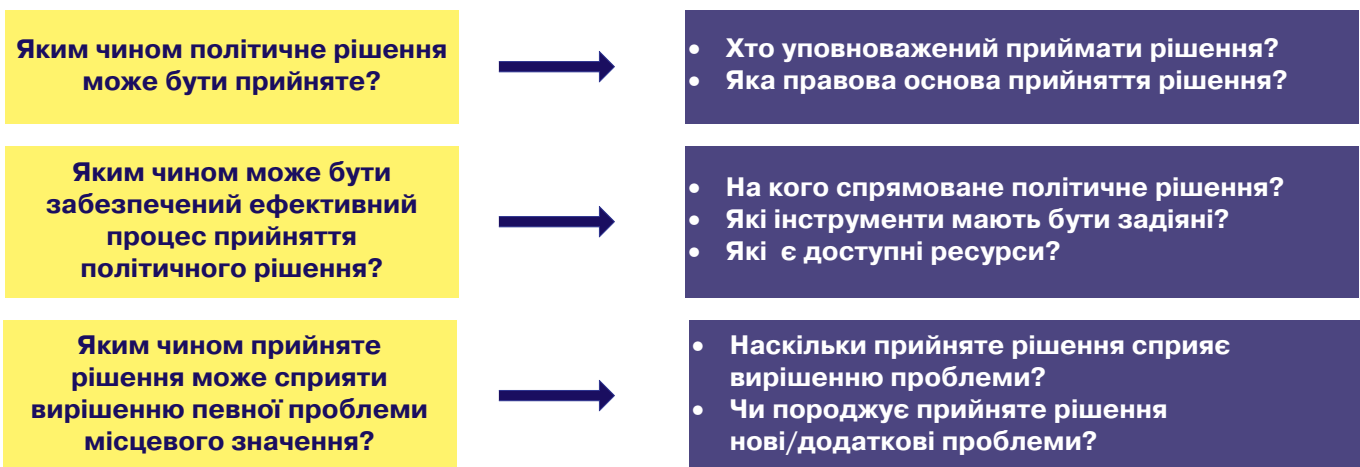 Яким чином політичне рішення
може бути прийняте?
• Хто уповноважений приймати рішення?
• Яка правова основа прийняття рішення?
Яким чином може бути
забезпечений ефективний
процес прийняття
політичного рішення?
• На кого спрямоване політичне рішення?
• Які інструменти мають бути задіяні?
• Які є доступні ресурси?
Яким чином прийняте
рішення може сприяти
вирішенню певної проблеми
місцевого значення?
• Наскільки прийняте рішення сприяє
вирішенню проблеми?
• Чи породжує прийняте рішення
нові/додаткові проблеми?